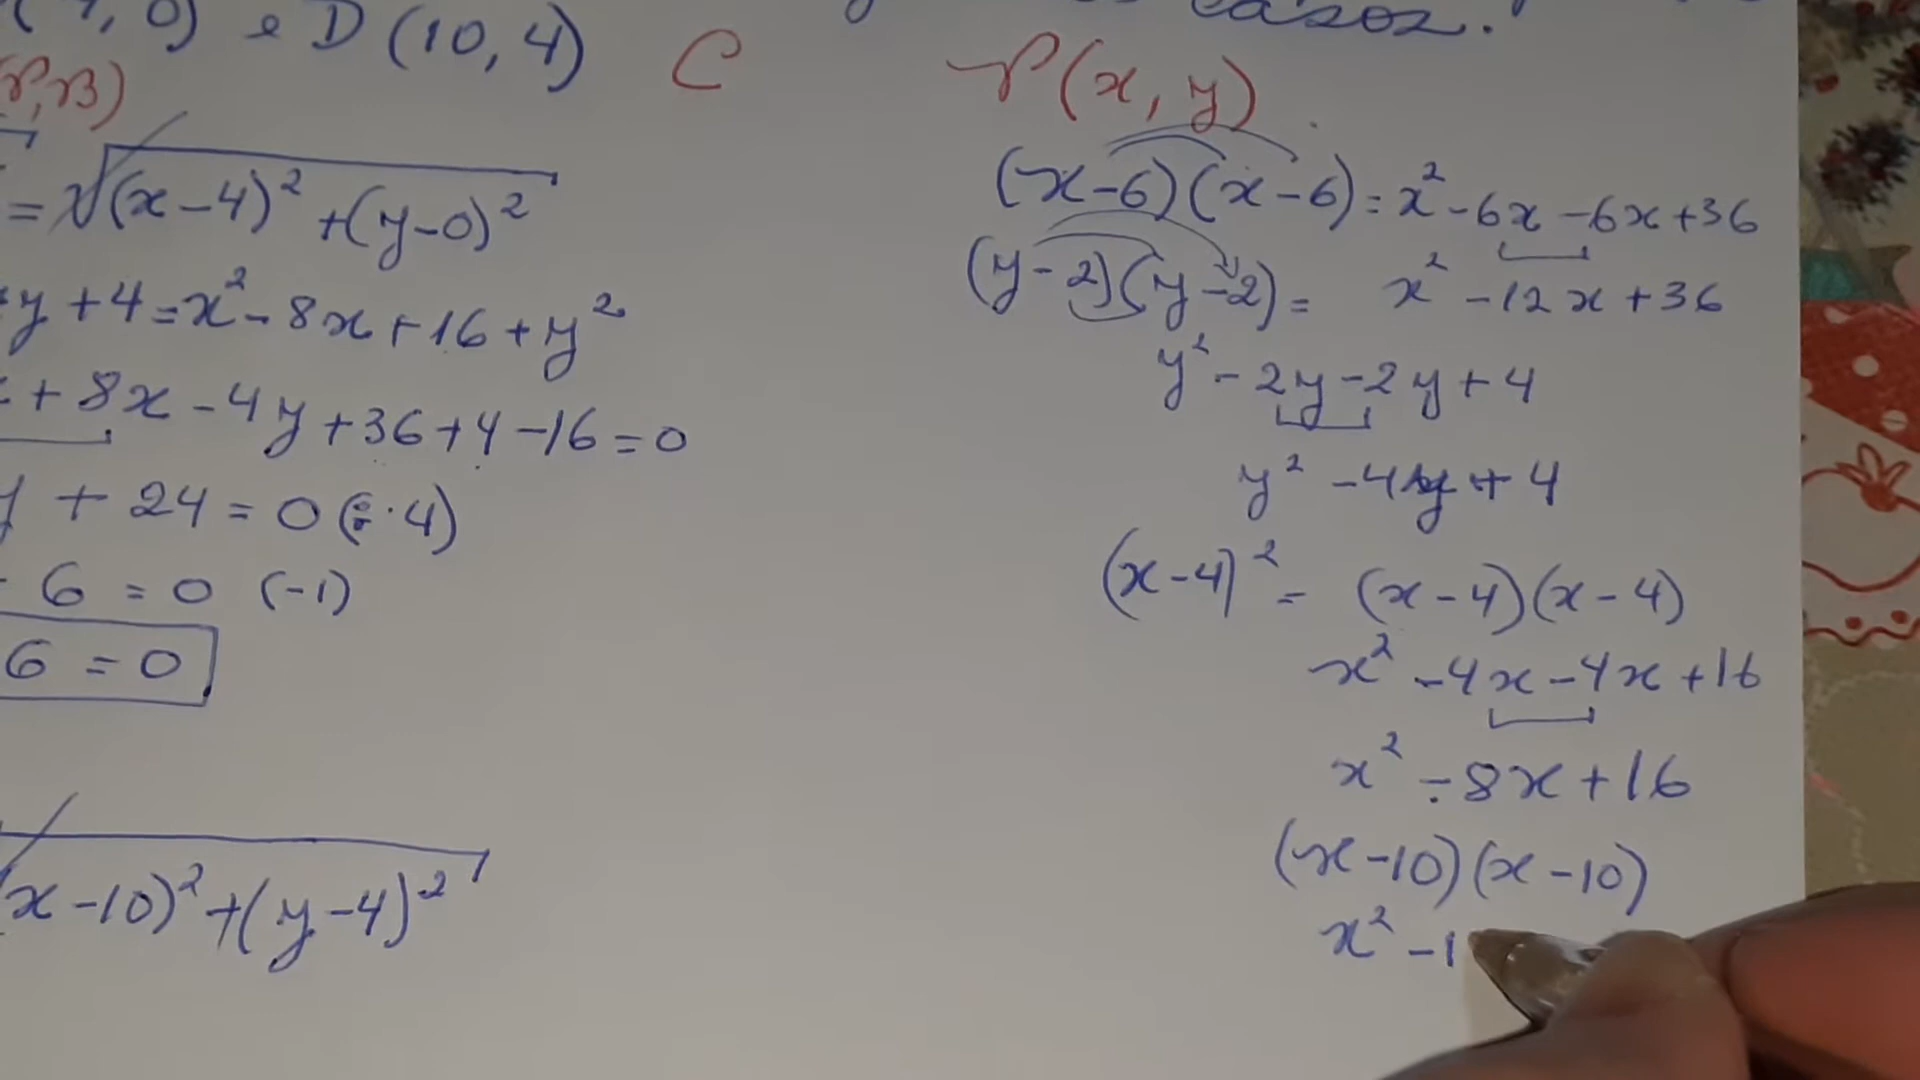 , 0) e D (10, 4) C
casos.
P(x, y)
(P, B)
= √(x-4)² + (y-0)²
y + 4 = x² - 8x + 16 + y²
+ 8x - 4y + 36 + 4 - 16 = 0
y + 24 = 0 (÷ 4)
- 6 = 0 (-1)
6 = 0
(x-10)² + (y-4)²
(x-6)(x-6) = x² - 6x - 6x + 36
(y-2)(y-2) = x² - 12x + 36
y² - 2y - 2y + 4
y² - 4y + 4
(x-4)² = (x-4)(x-4)
x² - 4x - 4x + 16
x² - 8x + 16
(x-10)(x-10)
x² - 1